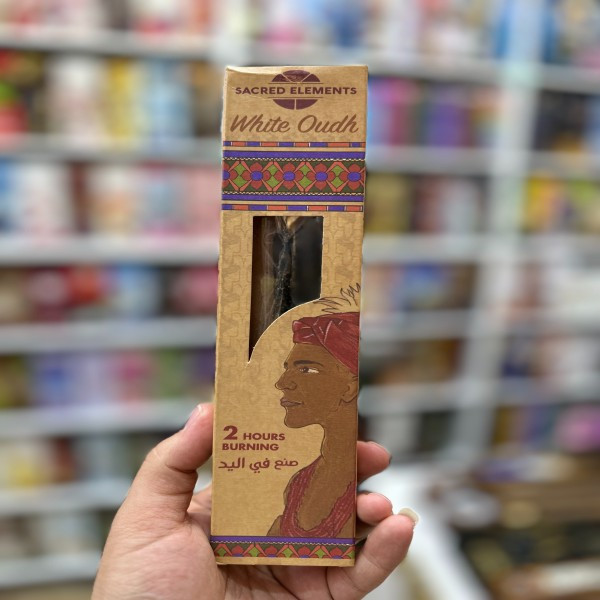 SACRED ELEMENTS
White Oudh
2 HOURS
BURNING
صنع في اليد